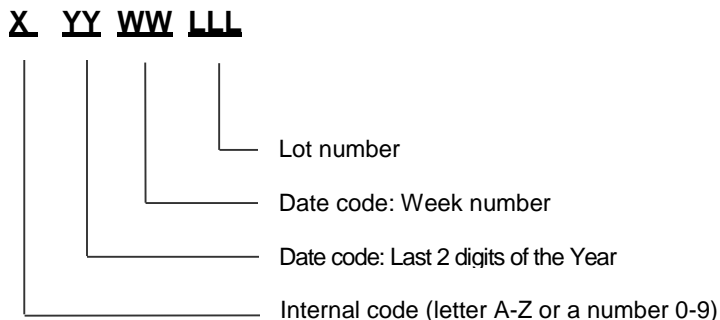 X YY WW LLL
Lot number
Date code: Week number
Date code: Last 2 digits of the Year
Internal code (letter A-Z or a number 0-9)